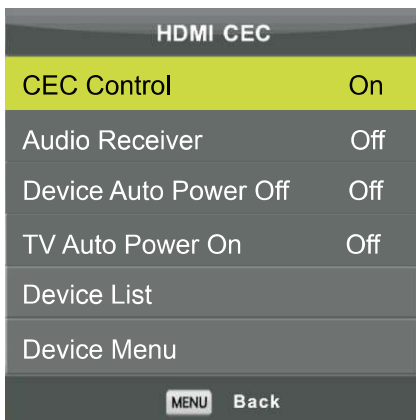 HDMI CEC
CEC Control On
Audio Receiver Off
Device Auto Power Off Off
TV Auto Power On Off
Device List
Device Menu
MENU Back